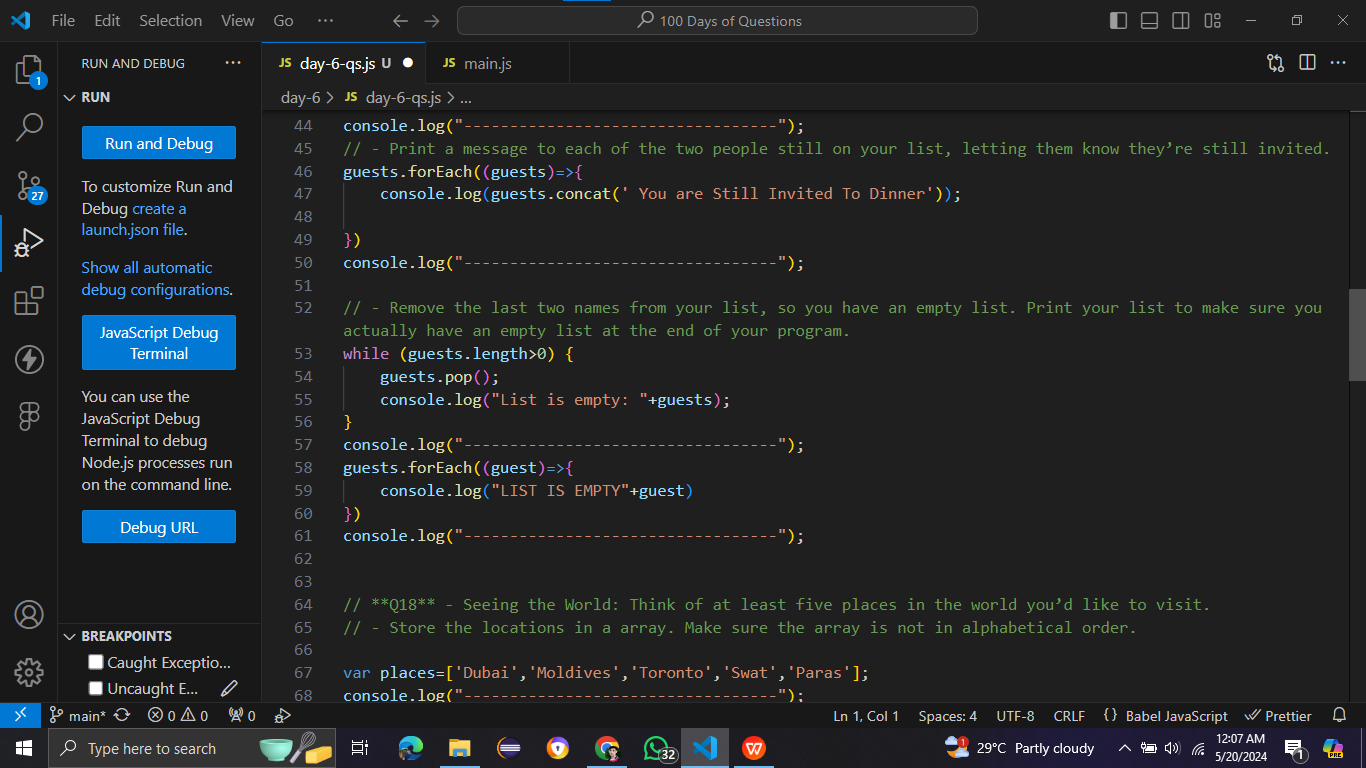 File Edit Selection View Go ··· 100 Days of Questions
RUN AND DEBUG ···
JS day-6-qs.js U ● JS main.js
1
RUN
day-6 > JS day-6-qs.js > ...
44 console.log("----------------------------------");
Run and Debug
45 // - Print a message to each of the two people still on your list, letting them know they’re still invited.
46 guests.forEach((guests)=>{
To customize Run and
Debug create a
launch.json file.
27
47 console.log(guests.concat(' You are Still Invited To Dinner'));
48
49 })
50 console.log("----------------------------------");
Show all automatic
debug configurations.
51
52 // - Remove the last two names from your list, so you have an empty list. Print your list to make sure you
actually have an empty list at the end of your program.
JavaScript Debug
Terminal
53 while (guests.length>0) {
54 guests.pop();
55 console.log("List is empty: "+guests);
56 }
You can use the
JavaScript Debug
Terminal to debug
Node.js processes run
on the command line.
57 console.log("----------------------------------");
58 guests.forEach((guest)=>{
59 console.log("LIST IS EMPTY"+guest)
60 })
Debug URL
61 console.log("----------------------------------");
62
63
64 // **Q18** - Seeing the World: Think of at least five places in the world you’d like to visit.
65 // - Store the locations in a array. Make sure the array is not in alphabetical order.
66
BREAKPOINTS
Caught Exceptio...
Uncaught E...
67 var places=['Dubai','Moldives','Toronto','Swat','Paras'];
68 console.log("----------------------------------");
main* 0 0 0 Ln 1, Col 1 Spaces: 4 UTF-8 CRLF {} Babel JavaScript Prettier
Type here to search 32 W 1 29°C Partly cloudy 12:07 AM
5/20/2024 1 PRE